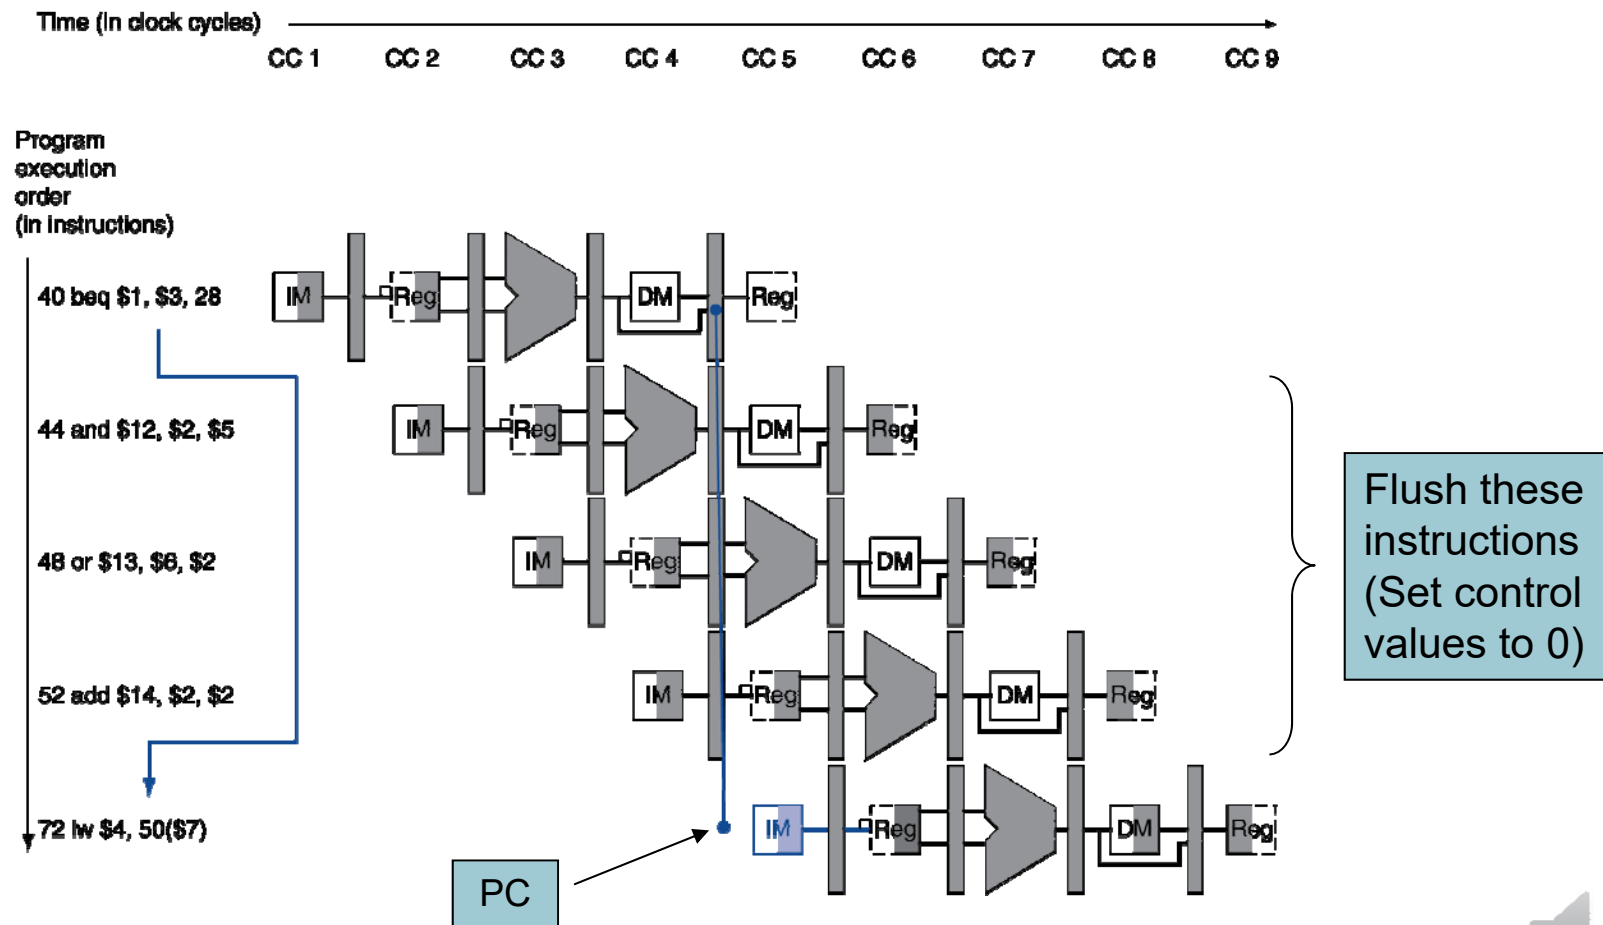 Time (in clock cycles)
CC 1 CC 2 CC 3 CC 4 CC 5 CC 6 CC 7 CC 8 CC 9
Program
execution
order
(in instructions)
40 beq $1, $3, 28
IM Reg DM Reg
44 and $12, $2, $5
IM Reg DM Reg
48 or $13, $6, $2
IM Reg DM Reg
52 add $14, $2, $2
IM Reg DM Reg
72 lw $4, 50($7)
IM Reg DM Reg
Flush these
instructions
(Set control
values to 0)
PC